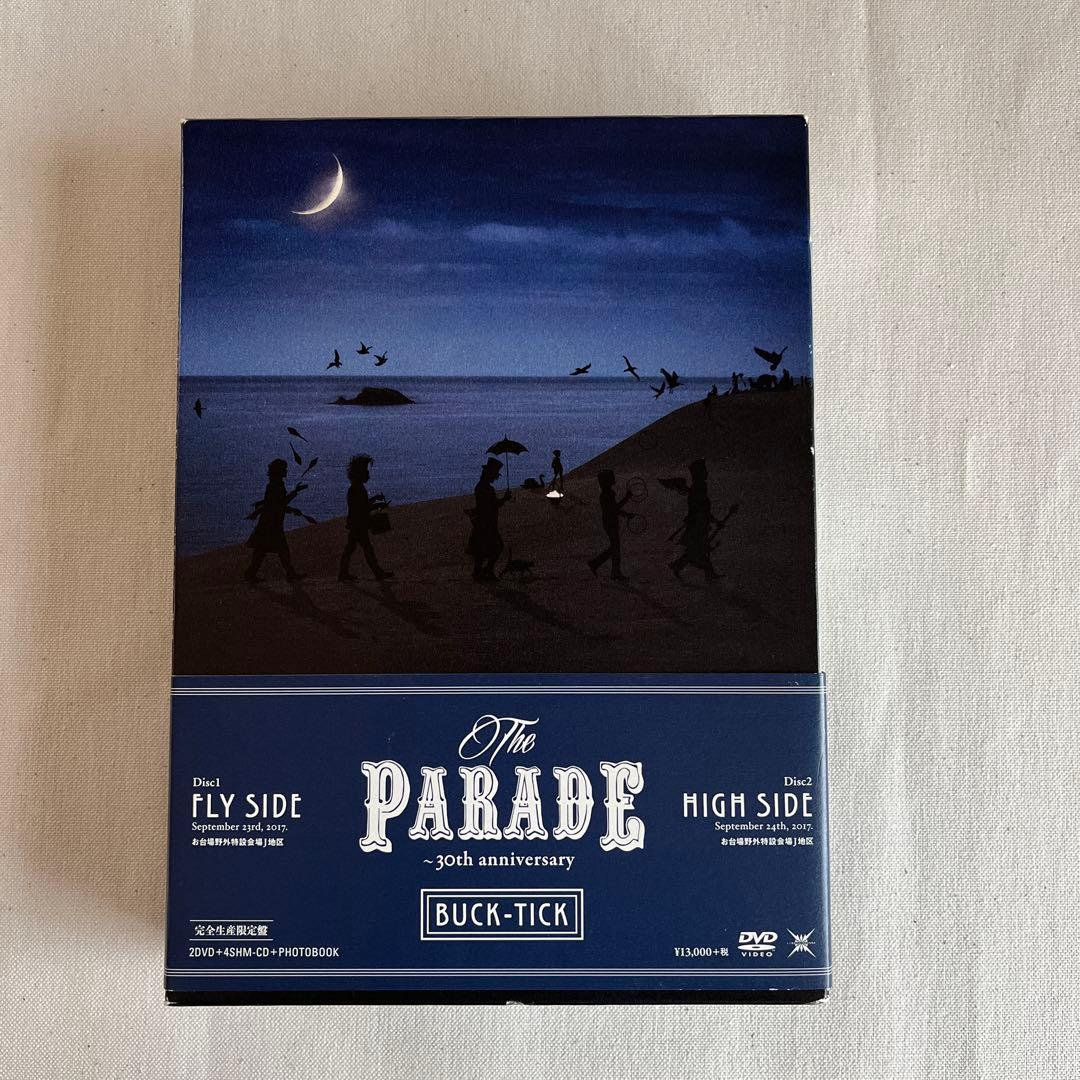 The
PARADE
~30th anniversary
Disc1
FLY SIDE
September 23rd, 2017.
お台場野外特設会場J地区
Disc2
HIGH SIDE
September 24th, 2017.
お台場野外特設会場J地区
BUCK-TICK
完全生産限定盤
2DVD+4SHM-CD+PHOTOBOOK
¥13,000+税
DVD
VIDEO